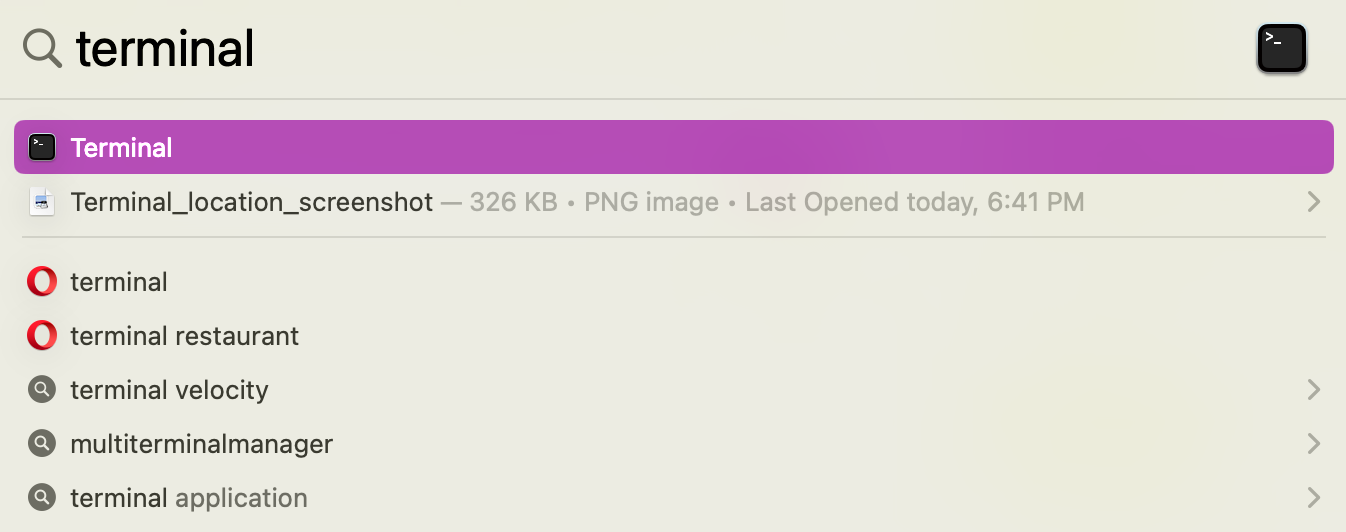 terminal
Terminal
Terminal_location_screenshot — 326 KB • PNG image • Last Opened today, 6:41 PM
terminal
terminal restaurant
terminal velocity
multiterminalmanager
terminal application